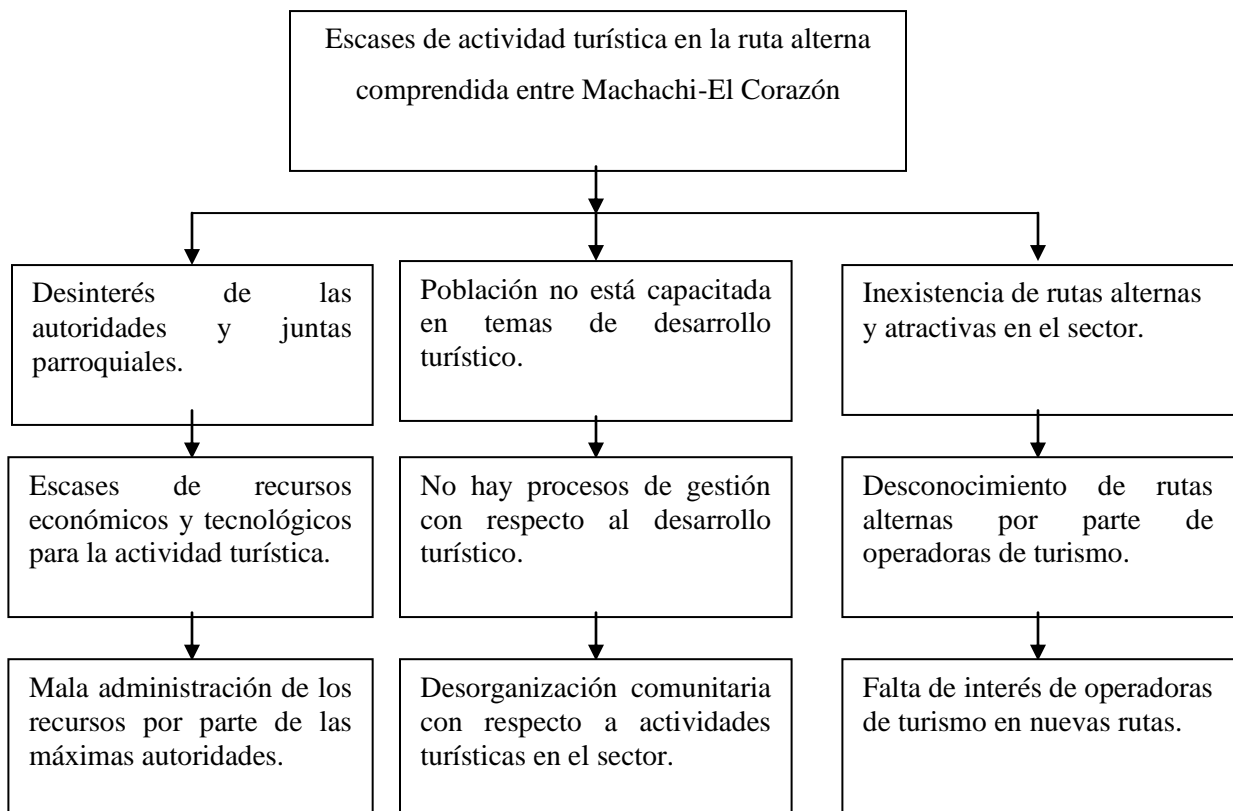 Escases de actividad turística en la ruta alterna
comprendida entre Machachi-El Corazón
Desinterés de las
autoridades y juntas
parroquiales.
Población no está capacitada
en temas de desarrollo
turístico.
Inexistencia de rutas alternas
y atractivas en el sector.
Escases de recursos
económicos y tecnológicos
para la actividad turística.
No hay procesos de gestión
con respecto al desarrollo
turístico.
Desconocimiento de rutas
alternas por parte de
operadoras de turismo.
Mala administración de los
recursos por parte de las
máximas autoridades.
Desorganización comunitaria
con respecto a actividades
turísticas en el sector.
Falta de interés de operadoras
de turismo en nuevas rutas.